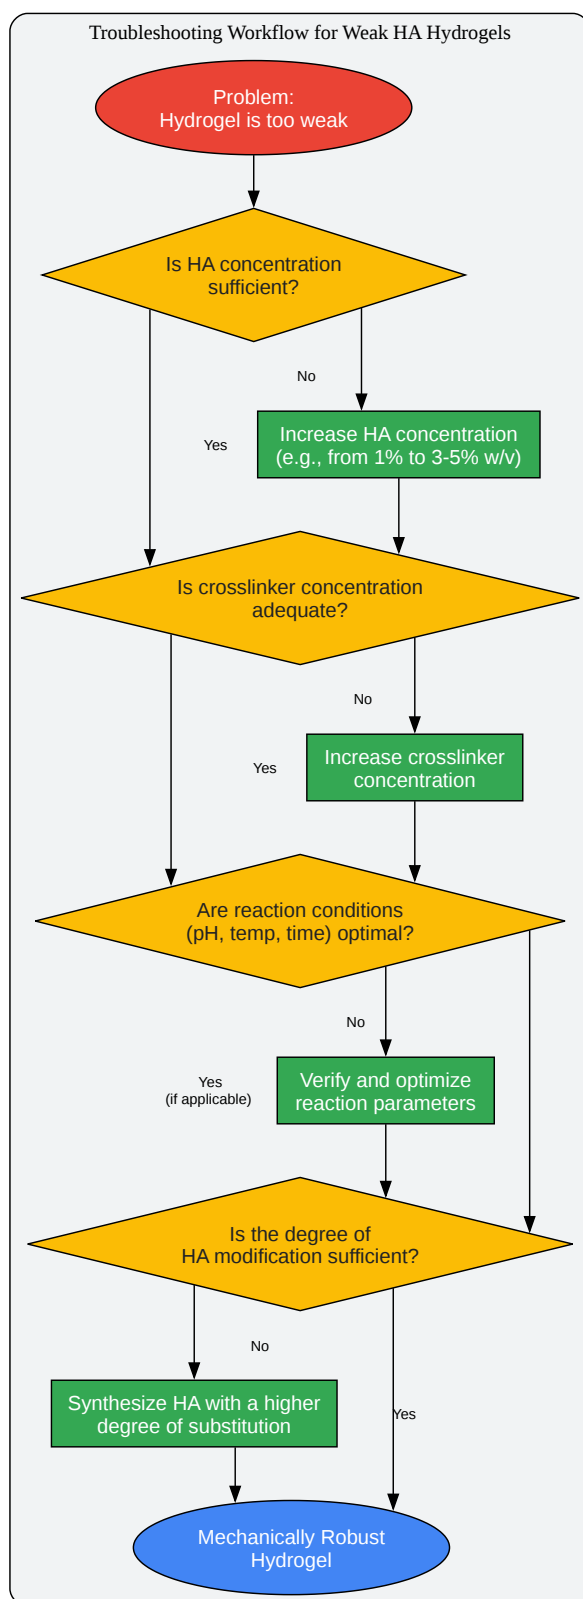 Troubleshooting Workflow for Weak HA Hydrogels
Problem:
Hydrogel is too weak
Is HA concentration
sufficient?
No
Yes
Increase HA concentration
(e.g., from 1% to 3-5% w/v)
Is crosslinker concentration
adequate?
No
Yes
Increase crosslinker
concentration
Are reaction conditions
(pH, temp, time) optimal?
No
Yes
(if applicable)
Verify and optimize
reaction parameters
Is the degree of
HA modification sufficient?
No
Synthesize HA with a higher
degree of substitution
Yes
Mechanically Robust
Hydrogel